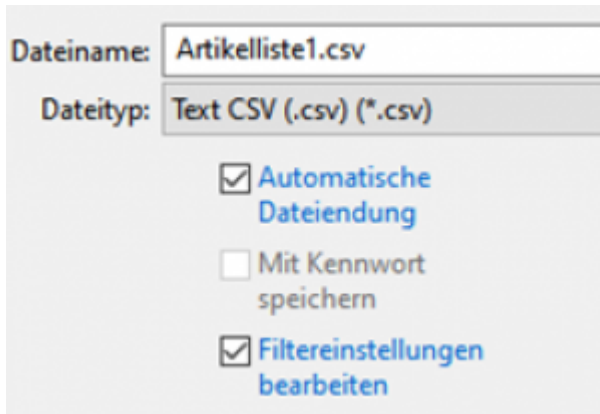 Dateiname: Artikelliste1.csv
Dateityp: Text CSV (.csv) (*.csv)
Automatische
Dateiendung
Mit Kennwort
speichern
Filtereinstellungen
bearbeiten